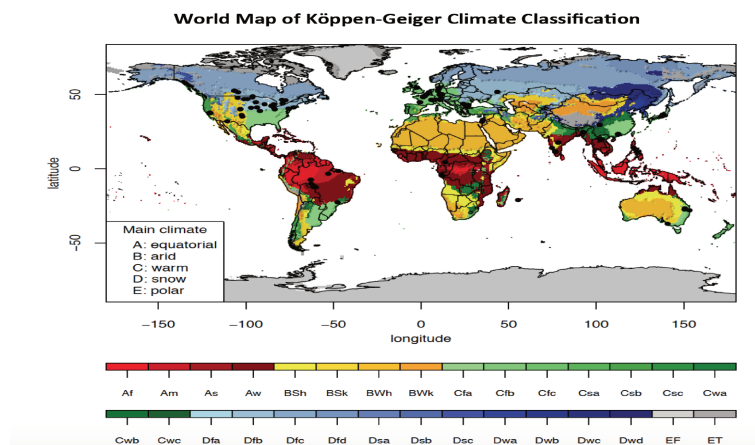 World Map of Köppen-Geiger Climate Classification
latitude
50
0
−50
Main climate
A: equatorial
B: arid
C: warm
D: snow
E: polar
−150 −100 −50 0 50 100 150
longitude
Af Am As Aw BSh BSk BWh BWk Cfa Cfb Cfc Csa Csb Csc Cwa
Cwb Cwc Dfa Dfb Dfc Dfd Dsa Dsb Dsc Dwa Dwb Dwc Dwd EF ET